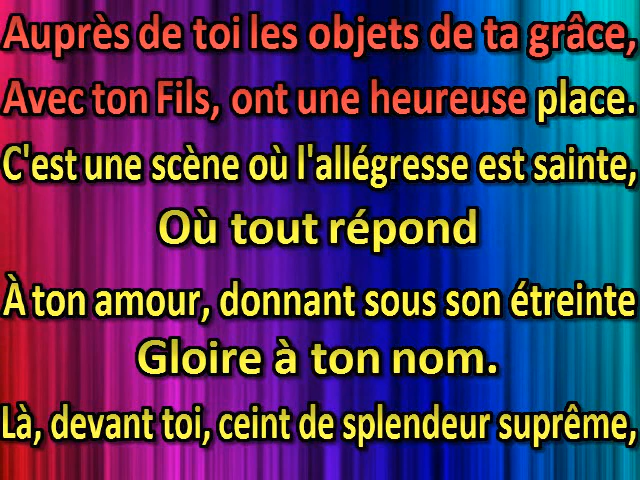 Auprès de toi les objets de ta grâce,
Avec ton Fils, ont une heureuse place.
C'est une scène où l'allégresse est sainte,
Où tout répond
À ton amour, donnant sous son étreinte
Gloire à ton nom.
Là, devant toi, ceint de splendeur suprême,